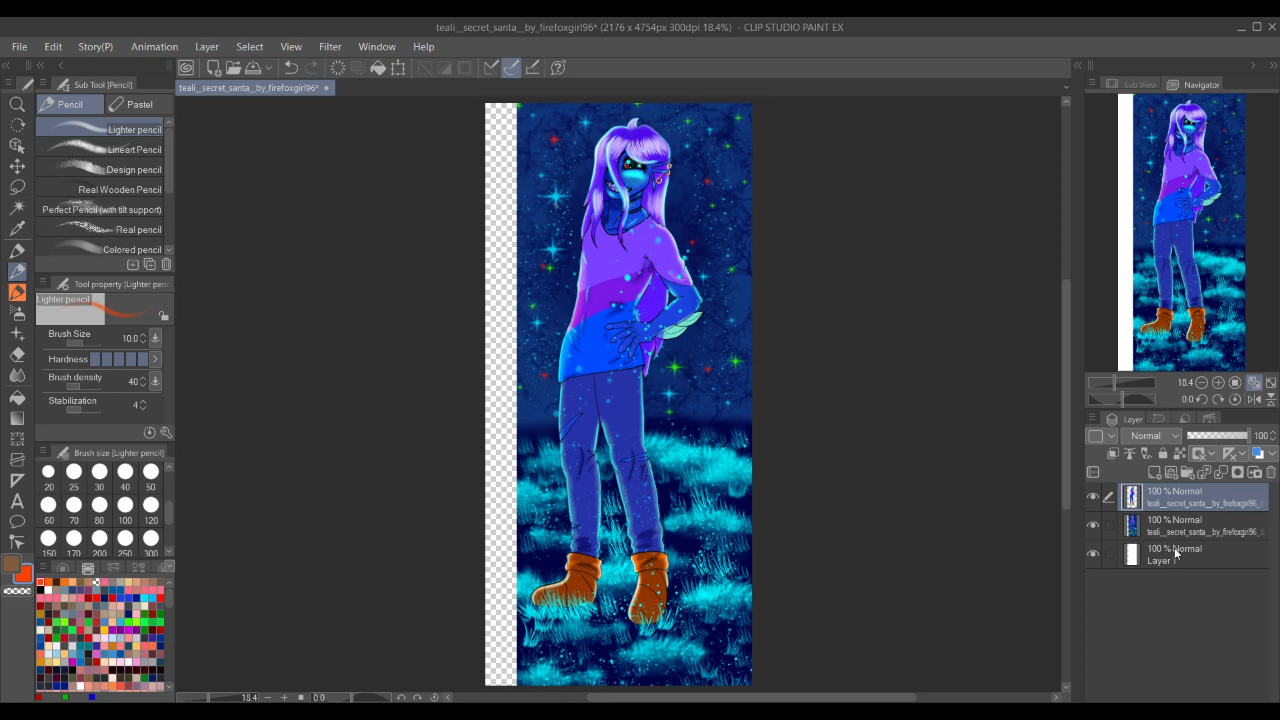 teali__secret_santa__by_firefoxgirl96* (2176 x 4754px 300dpi 18.4%)  - CLIP STUDIO PAINT EX
File Edit Story(P) Animation Layer Select View Filter Window Help
Sub Tool [Pencil]
Sub View Navigator
teali__secret_santa__by_firefoxgirl96*
Pencil Pastel
Lighter pencil
Lineart Pencil
Design pencil
Real Wooden Pencil
Perfect Pencil (with tilt support)
Real pencil
Colored pencil
Tool property [Lighter penc
Lighter pencil
Brush Size 10.0
Hardness
Brush density 40
Stabilization 4
Brush size [Lighter pencil]
20 25 30 40 50
60 70 80 100 120
150 170 200 250 300
18.4
0.0
Layer
Normal 100
100 % Normal
teali__secret_santa__by_firefoxgirl96_
100 % Normal
teali__secret_santa__by_firefoxgirl96_
100 % Normal
Layer 1
18.4 0.0